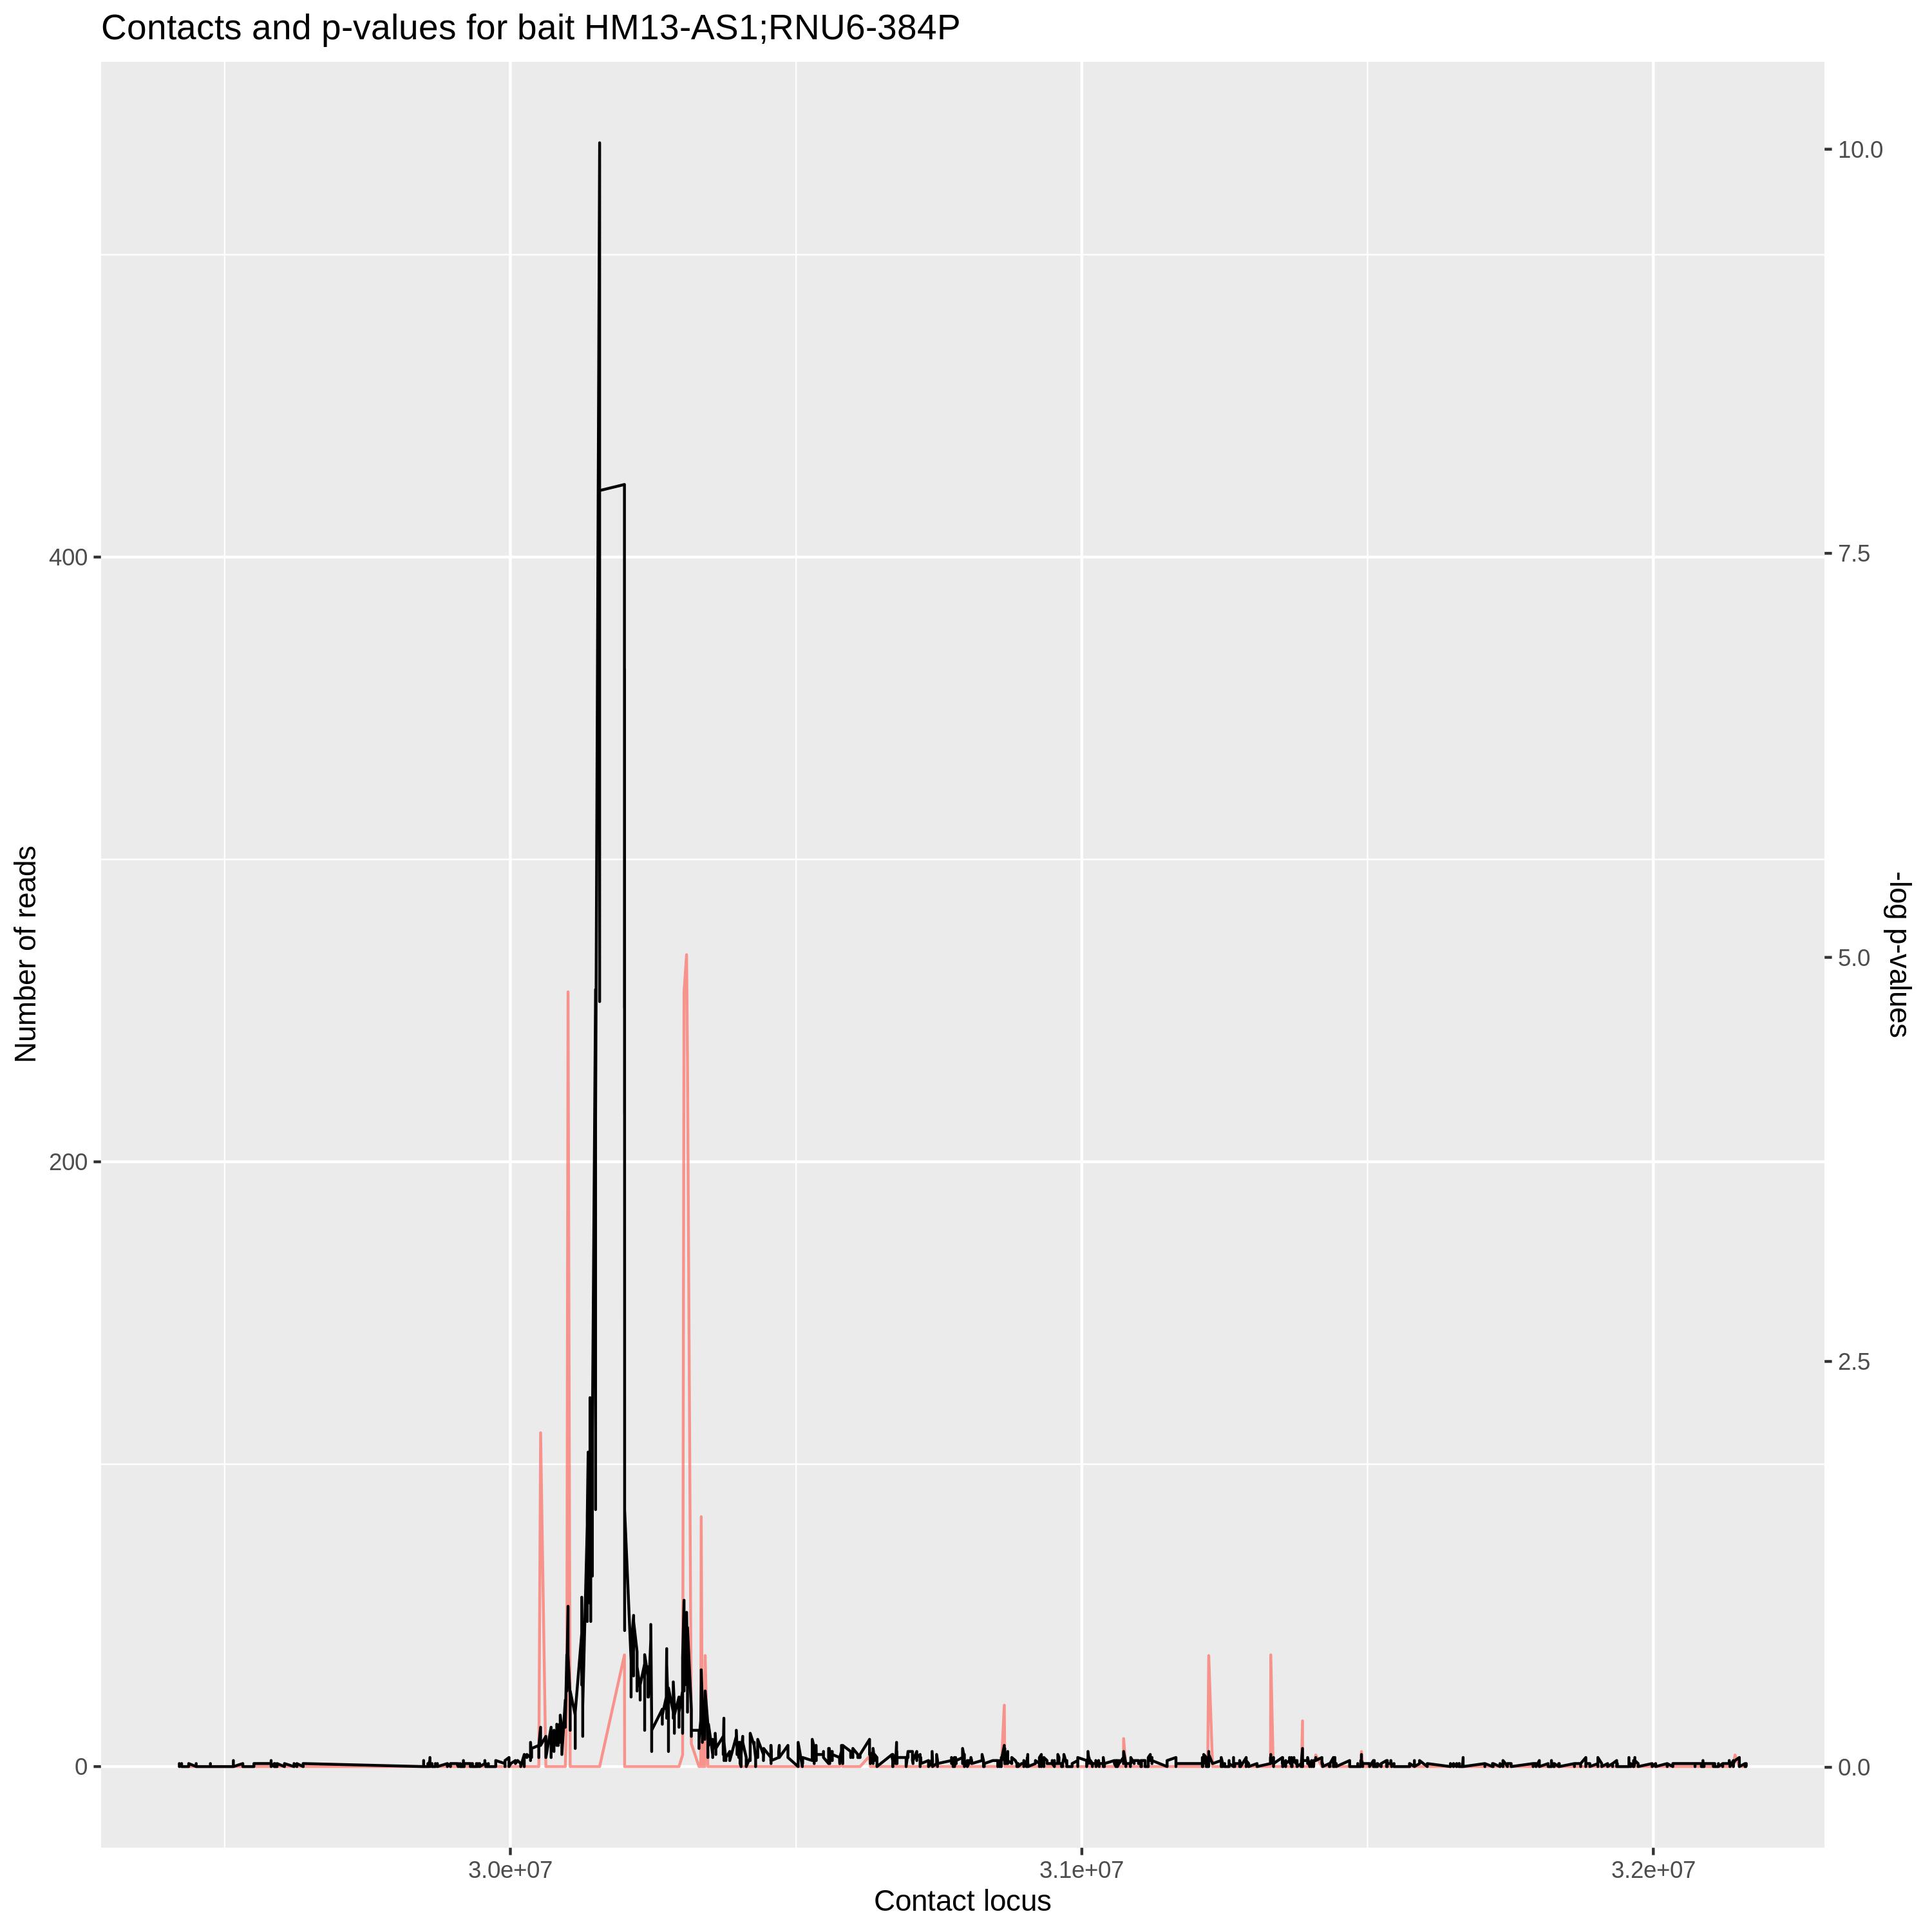 Contacts and p-values for bait HM13-AS1;RNU6-384P
10.0
400
7.5
Number of reads
5.0
-log p-values
200
2.5
0
0.0
3.0e+07
3.1e+07
3.2e+07
Contact locus